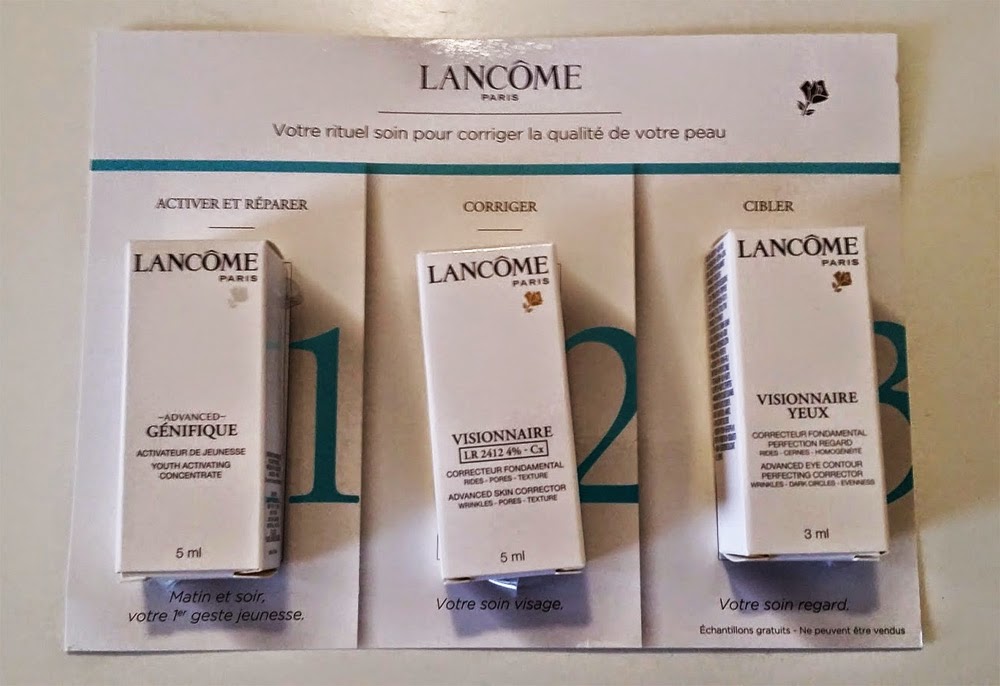 LANCÔME
PARIS
Votre rituel soin pour corriger la qualité de votre peau
ACTIVER ET RÉPARER
LANCÔME
PARIS
-ADVANCED-
GÉNIFIQUE
ACTIVATEUR DE JEUNESSE
YOUTH ACTIVATING
CONCENTRATE
5 ml
1
Matin et soir,
votre 1er geste jeunesse.
CORRIGER
LANCÔME
PARIS
VISIONNAIRE
LR 2412 4% - Cx
CORRECTEUR FONDAMENTAL
RIDES - PORES - TEXTURE
ADVANCED SKIN CORRECTOR
WRINKLES - PORES - TEXTURE
5 ml
2
Votre soin visage.
CIBLER
LANCÔME
PARIS
VISIONNAIRE
YEUX
CORRECTEUR FONDAMENTAL
PERFECTION REGARD
RIDES - CERNES - HOMOGÉNÉITÉ
ADVANCED EYE CONTOUR
PERFECTING CORRECTOR
WRINKLES - DARK CIRCLES - EVENNESS
3 ml
3
Votre soin regard.
Échantillons gratuits - Ne peuvent être vendus